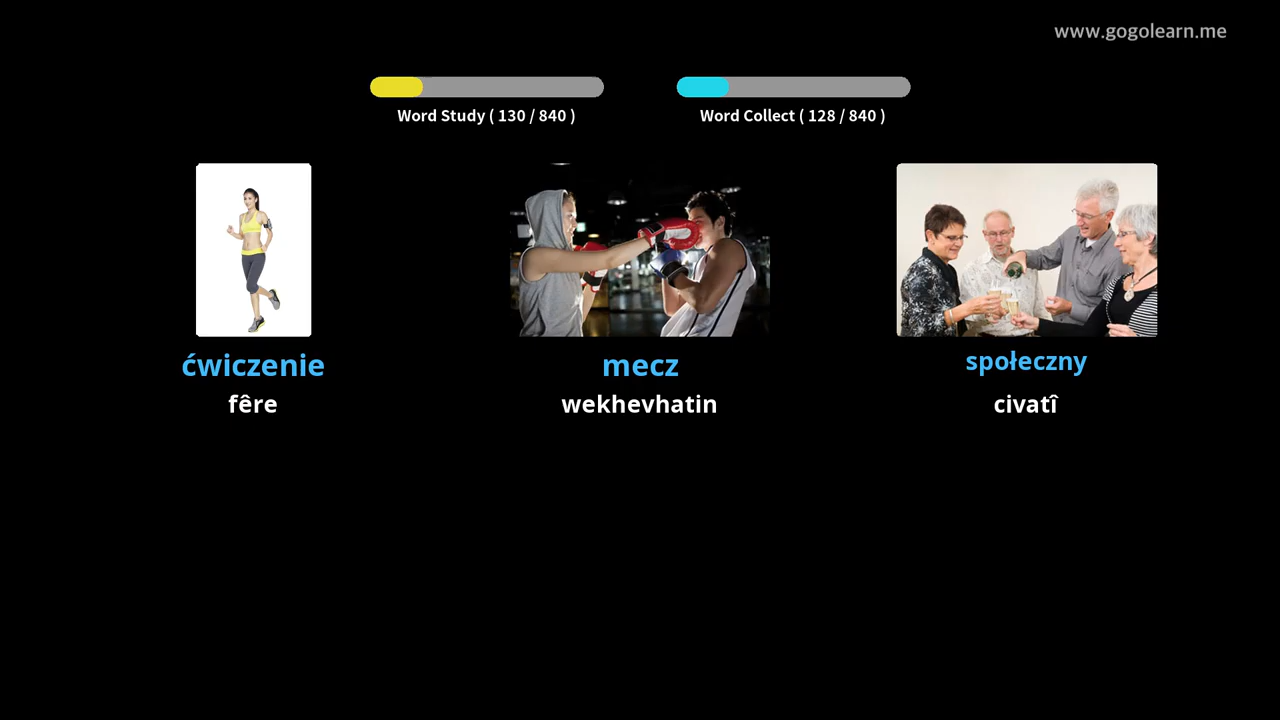 www.gogolearn.me
Word Study ( 130 / 840 )
Word Collect ( 128 / 840 )
ćwiczenie
mecz
społeczny
fêre
wekhevhatin
civatî